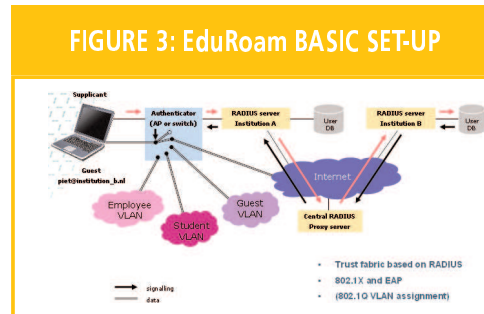 FIGURE 3: EduRoam BASIC SET-UP
Supplicant
Authenticator
(AP or switch)
RADIUS server
Institution A
User
DB
RADIUS server
Institution B
User
DB
Guest
piet@institution_b.nl
Internet
Employee
VLAN
Guest
VLAN
Student
VLAN
Central RADIUS
Proxy server
signalling
data
• Trust fabric based on RADIUS
• 802.1X and EAP
• (802.1Q VLAN assignment)